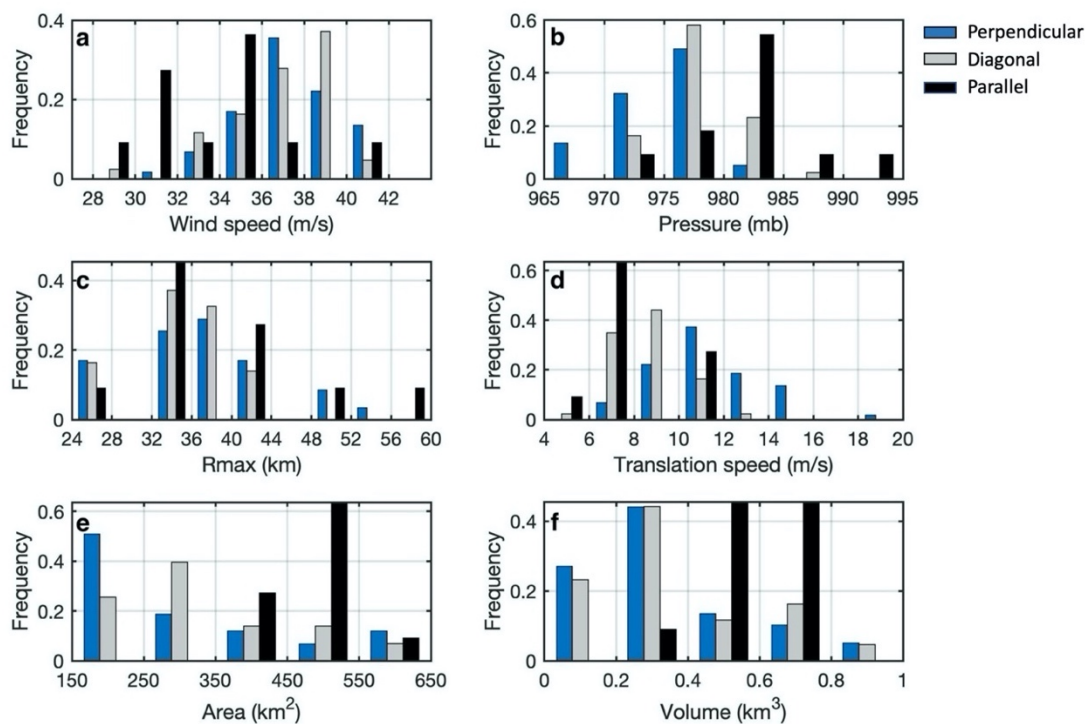 a
0.4
0.2
0
Frequency
28 30 32 34 36 38 40 42
Wind speed (m/s)
b
0.6
0.4
0.2
0
Frequency
965 970 975 980 985 990 995
Pressure (mb)
Perpendicular
Diagonal
Parallel
c
0.4
0.2
0
Frequency
24 28 32 36 40 48 52 56 60
Rmax (km)
d
0.6
0.4
0.2
0
Frequency
4 6 8 10 12 14 16 18 20
Translation speed (m/s)
e
0.6
0.4
0.2
0
Frequency
150 250 350 450 550 650
Area (km²)
f
0.4
0.2
0
Frequency
0 0.2 0.4 0.6 0.8 1
Volume (km³)